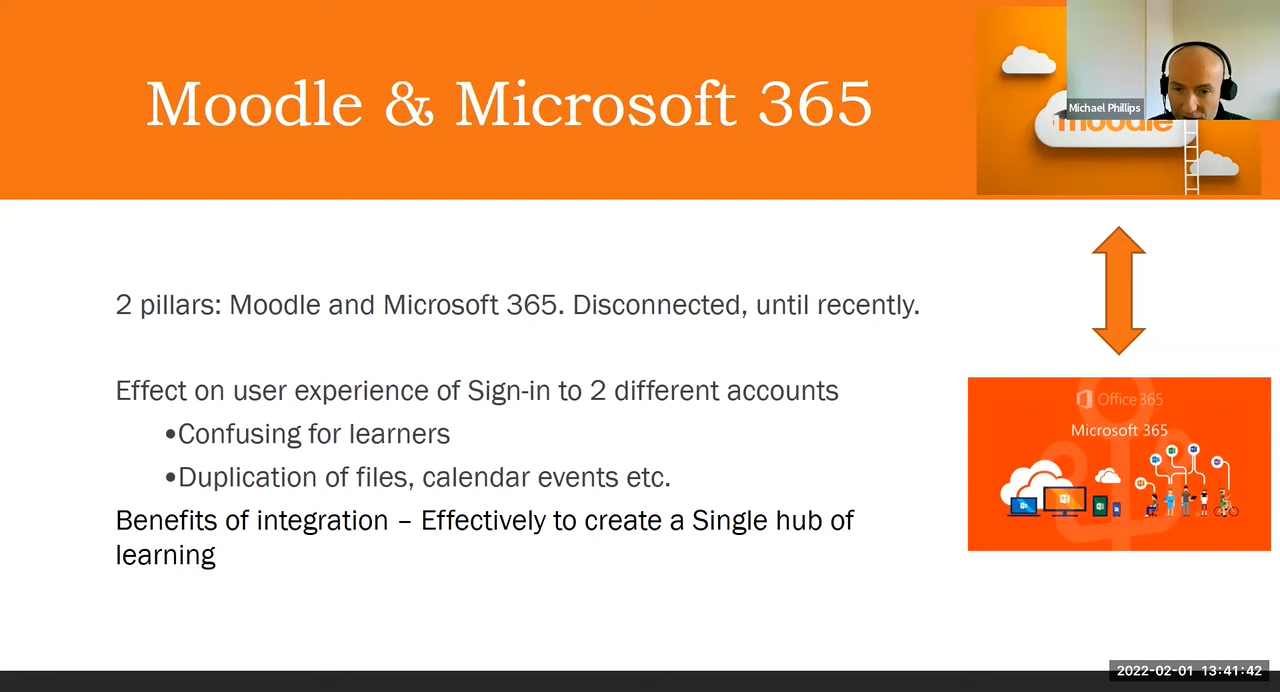 Moodle & Microsoft 365
Michael Phillips
moodle
2 pillars: Moodle and Microsoft 365. Disconnected, until recently.
Effect on user experience of Sign-in to 2 different accounts
•Confusing for learners
•Duplication of files, calendar events etc.
Benefits of integration – Effectively to create a Single hub of
learning
Office 365
Microsoft 365
2022-02-01 13:41:42